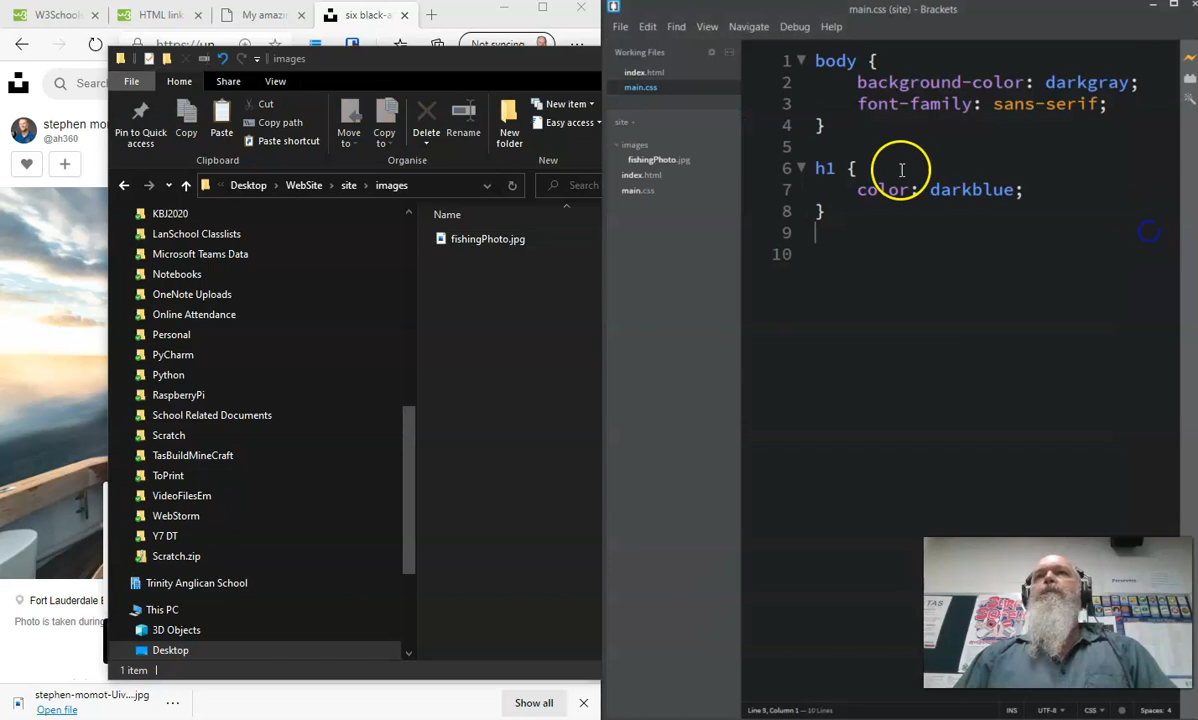 W3Schools
HTML link
My amazin
six black-a
https://un
Not syncing
Searc
stephen mo
@ah360
Fort Lauderdale B
Photo is taken during
stephen-momot-Uiv....jpg
Open file
Show all
images
File
Home
Share
View
Pin to Quick access
Copy
Paste
Cut
Copy path
Paste shortcut
Clipboard
Move to
Copy to
Delete
Rename
Organise
New folder
New item
Easy access
New
Desktop > WebSite > site > images
Search
KBJ2020
LanSchool Classlists
Microsoft Teams Data
Notebooks
OneNote Uploads
Online Attendance
Personal
PyCharm
Python
RaspberryPi
School Related Documents
Scratch
TasBuildMineCraft
ToPrint
VideoFilesEm
WebStorm
Y7 DT
Scratch.zip
Trinity Anglican School
This PC
3D Objects
Desktop
Name
fishingPhoto.jpg
1 item
main.css (site) - Brackets
File Edit Find View Navigate Debug Help
Working Files
index.html
main.css
site
images
fishingPhoto.jpg
index.html
main.css
1 body {
2 background-color: darkgray;
3 font-family: sans-serif;
4 }
5
6 h1 {
7 color: darkblue;
8 }
9
10
Line 9, Column 1 — 10 Lines
INS
UTF-8
CSS
Spaces: 4